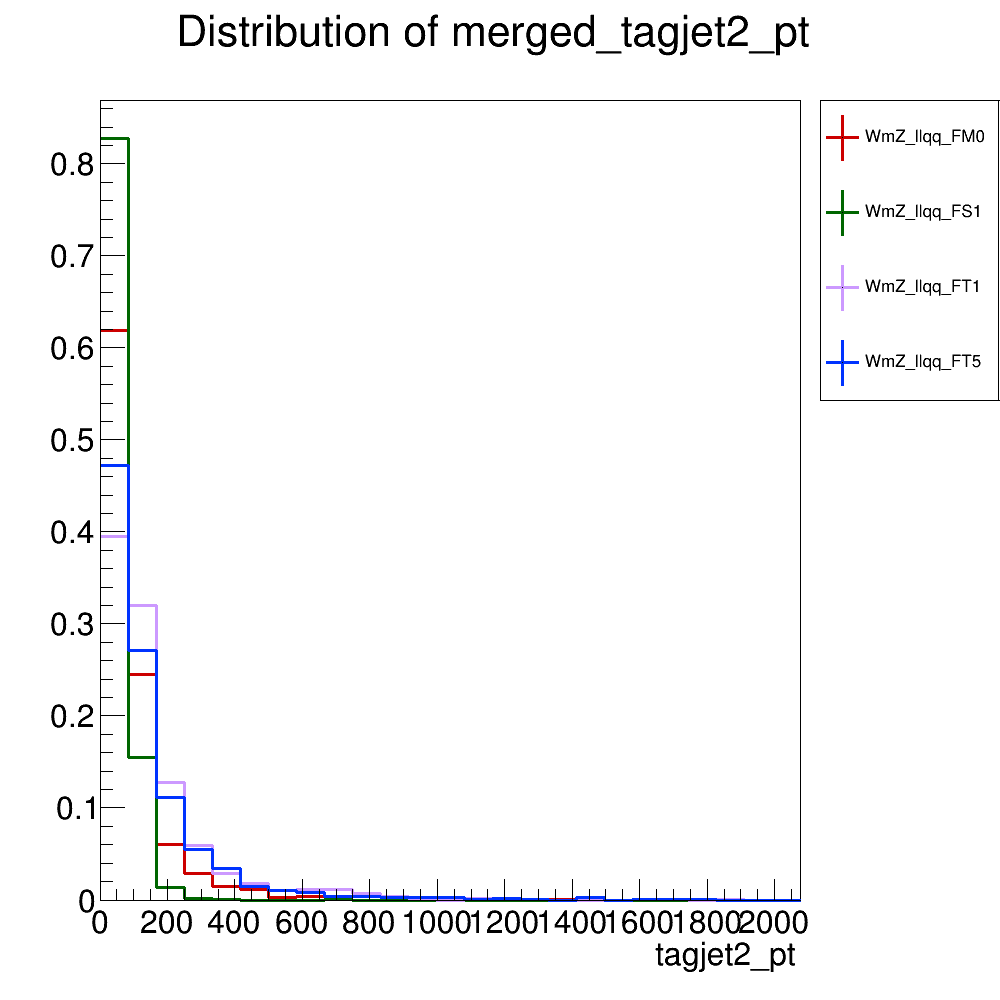 Distribution of merged_tagjet2_pt
WmZ_llqq_FM0
WmZ_llqq_FS1
WmZ_llqq_FT1
WmZ_llqq_FT5
0.8
0.7
0.6
0.5
0.4
0.3
0.2
0.1
0
0 200 400 600 800 1000 1200 1400 1600 1800 2000
tagjet2_pt